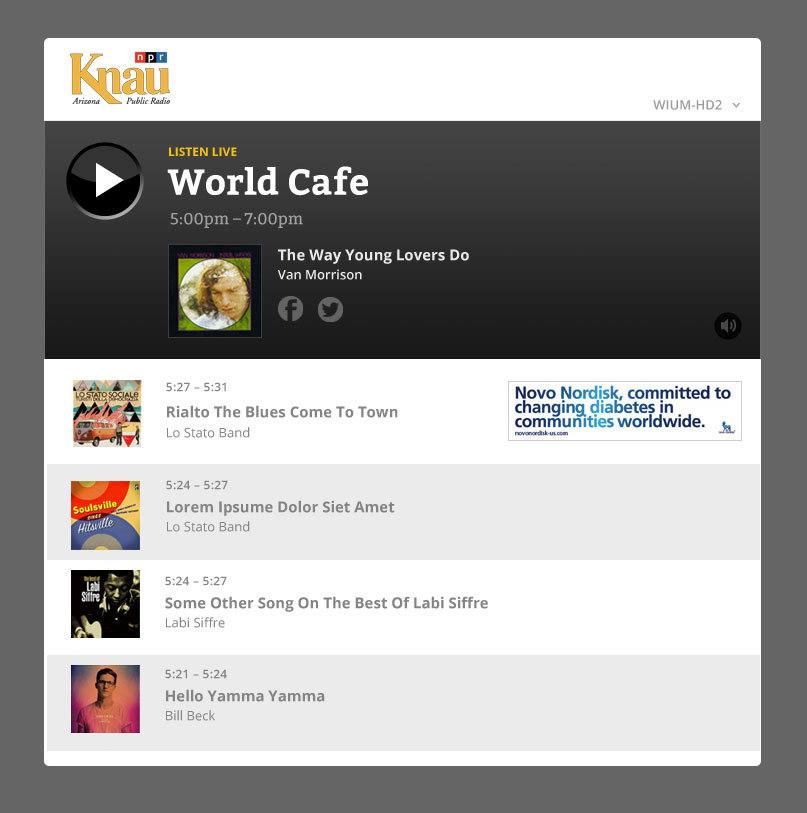 npr
Knau
Arizona Public Radio
WIUM-HD2
LISTEN LIVE
World Cafe
5:00pm – 7:00pm
VAN MORRISON ASTRAL WEEKS
The Way Young Lovers Do
Van Morrison
LO STATO SOCIALE
TURISTI DELLA DEMOCRAZIA
5:27 – 5:31
Rialto The Blues Come To Town
Lo Stato Band
Novo Nordisk, committed to
changing diabetes in
communities worldwide.
novonordisk-us.com
Soulsville
sings
Hitsville
5:24 – 5:27
Lorem Ipsume Dolor Siet Amet
Lo Stato Band
the best of
Labi
Siffre
5:24 – 5:27
Some Other Song On The Best Of Labi Siffre
Labi Siffre
5:21 – 5:24
Hello Yamma Yamma
Bill Beck